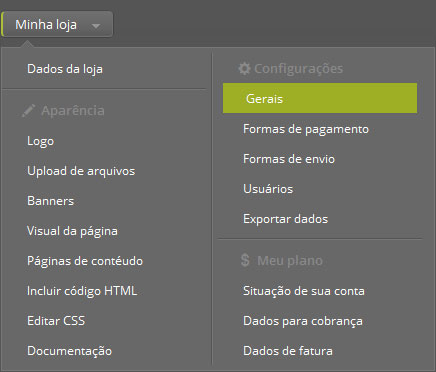 Minha loja
Dados da loja
Aparência
Logo
Upload de arquivos
Banners
Visual da página
Páginas de contéudo
Incluir código HTML
Editar CSS
Documentação
Configurações
Gerais
Formas de pagamento
Formas de envio
Usuários
Exportar dados
$ Meu plano
Situação de sua conta
Dados para cobrança
Dados de fatura